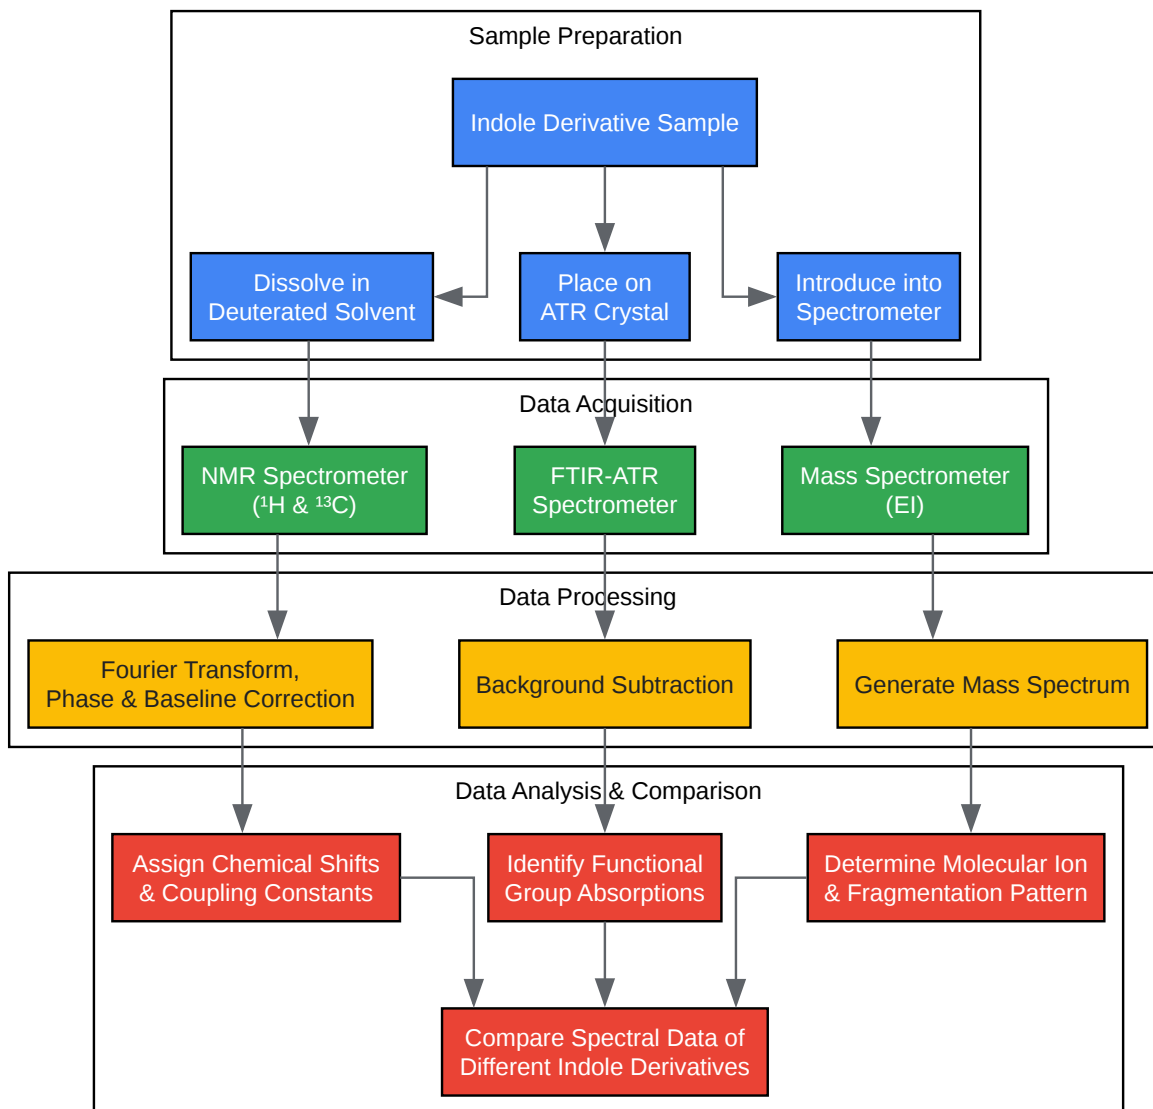 Sample Preparation
Indole Derivative Sample
Dissolve in
Deuterated Solvent
Place on
ATR Crystal
Introduce into
Spectrometer
Data Acquisition
NMR Spectrometer
(¹H & ¹³C)
FTIR-ATR
Spectrometer
Mass Spectrometer
(EI)
Data Processing
Fourier Transform,
Phase & Baseline Correction
Background Subtraction
Generate Mass Spectrum
Data Analysis & Comparison
Assign Chemical Shifts
& Coupling Constants
Identify Functional
Group Absorptions
Determine Molecular Ion
& Fragmentation Pattern
Compare Spectral Data of
Different Indole Derivatives